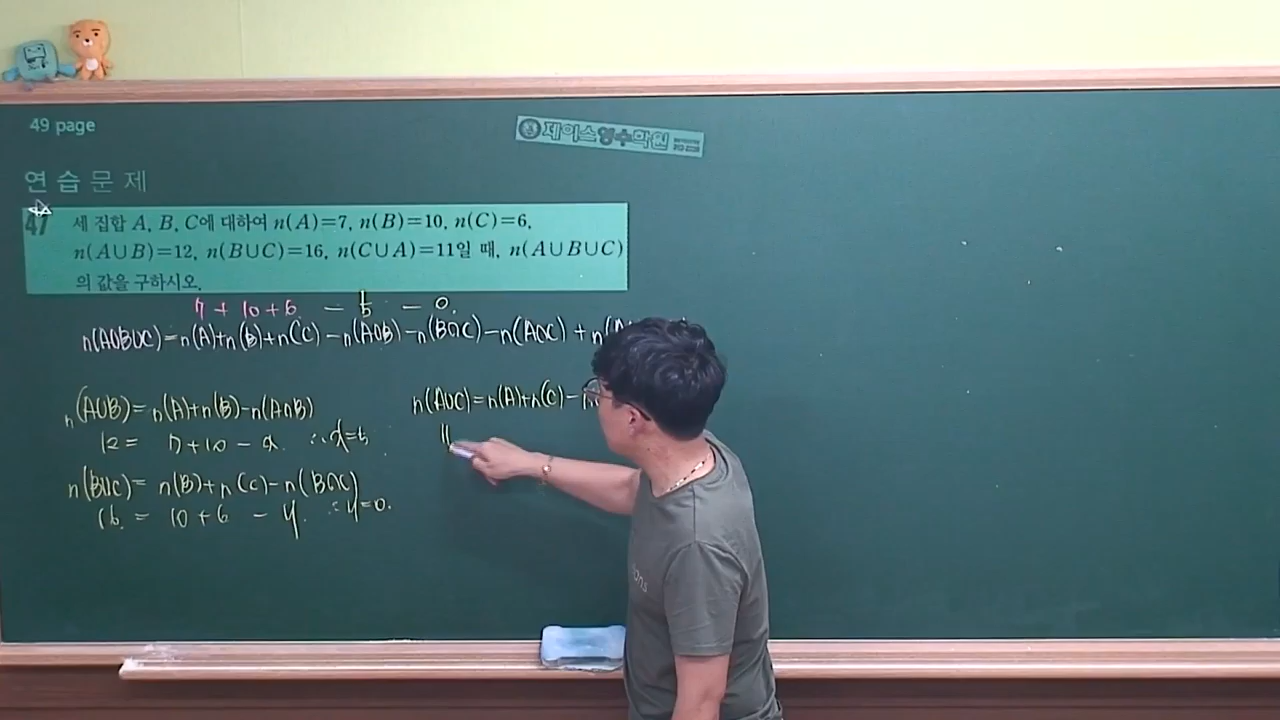 49 page
제이스영수학원
연습문제
47 세 집합 A, B, C에 대하여 n(A)=7, n(B)=10, n(C)=6,
n(A∪B)=12, n(B∪C)=16, n(C∪A)=11일 때, n(A∪B∪C)
의 값을 구하시오.
7+10+6 - 5 - 0.
n(A∪B∪C)=n(A)+n(B)+n(C)-n(A∩B)-n(B∩C)-n(A∩C)+n(A
n(A∪B)=n(A)+n(B)-n(A∩B)
12= 7+10-x. ∴x=5
n(B∪C)= n(B)+n(C)-n(B∩C)
16. = 10+6 - y. ∴y=0.
n(A∪C)=n(A)+n(C)-
11